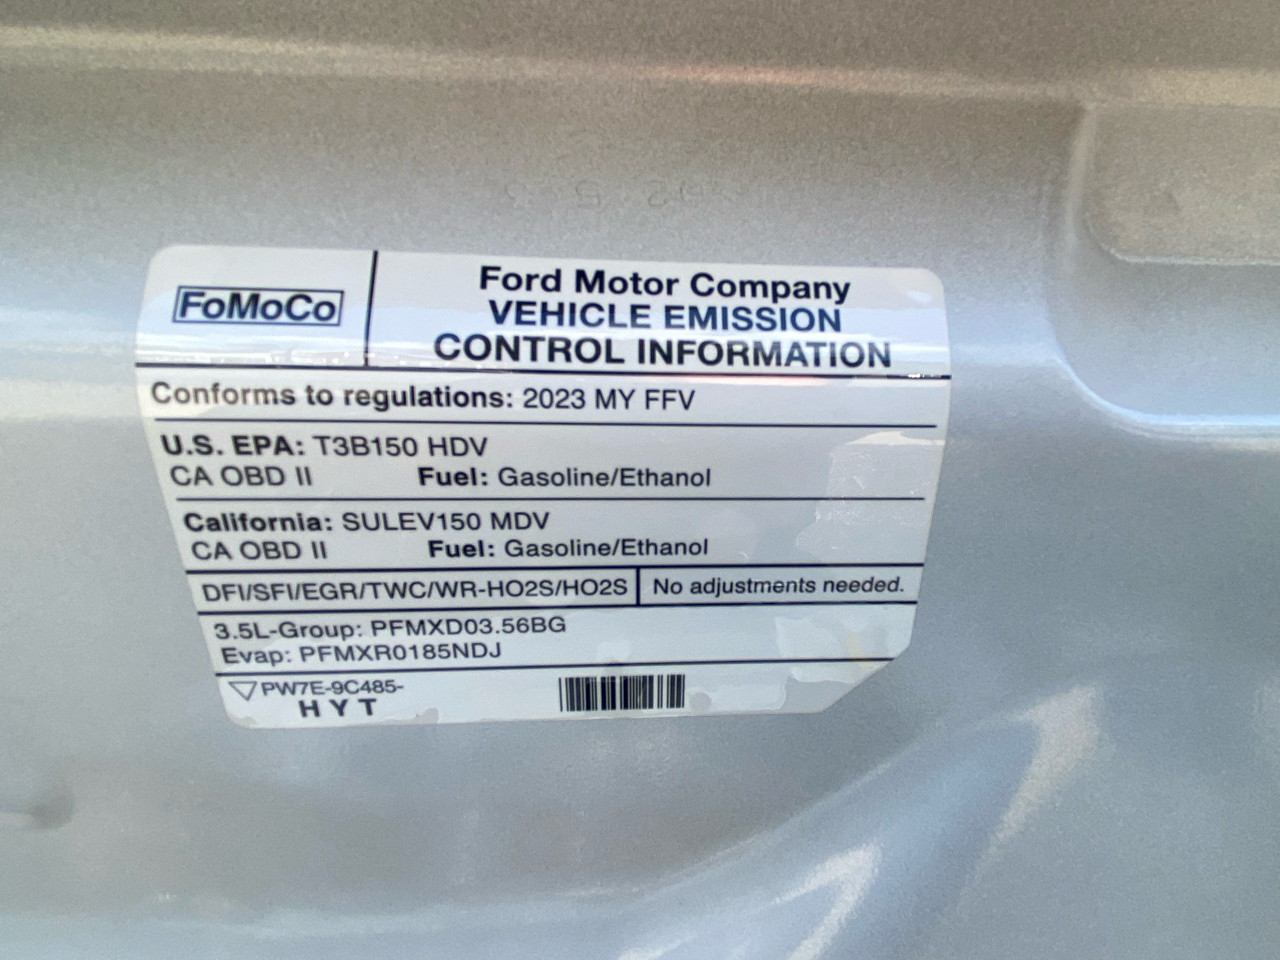 FoMoCo
Ford Motor Company
VEHICLE EMISSION
CONTROL INFORMATION
Conforms to regulations: 2023 MY FFV
U.S. EPA: T3B150 HDV
CA OBD II Fuel: Gasoline/Ethanol
California: SULEV150 MDV
CA OBD II Fuel: Gasoline/Ethanol
DFI/SFI/EGR/TWC/WR-HO2S/HO2S No adjustments needed.
3.5L-Group: PFMXD03.56BG
Evap: PFMXR0185NDJ
PW7E-9C485-
H Y T